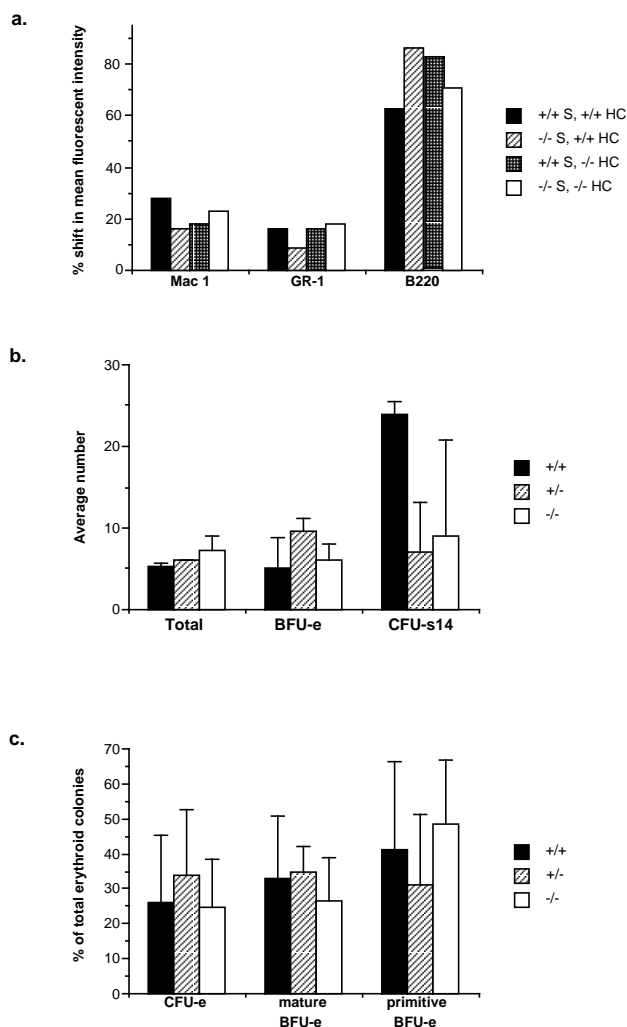 a.
% shift in mean fluorescent intensity
80
60
40
20
0
Mac 1 GR-1 B220
+/+ S, +/+ HC
-/- S, +/+ HC
+/+ S, -/- HC
-/- S, -/- HC
b.
Average number
30
20
10
0
Total BFU-e CFU-s14
+/+
+/-
-/-
c.
% of total erythroid colonies
70
60
50
40
30
20
10
0
CFU-e mature primitive
BFU-e BFU-e
+/+
+/-
-/-